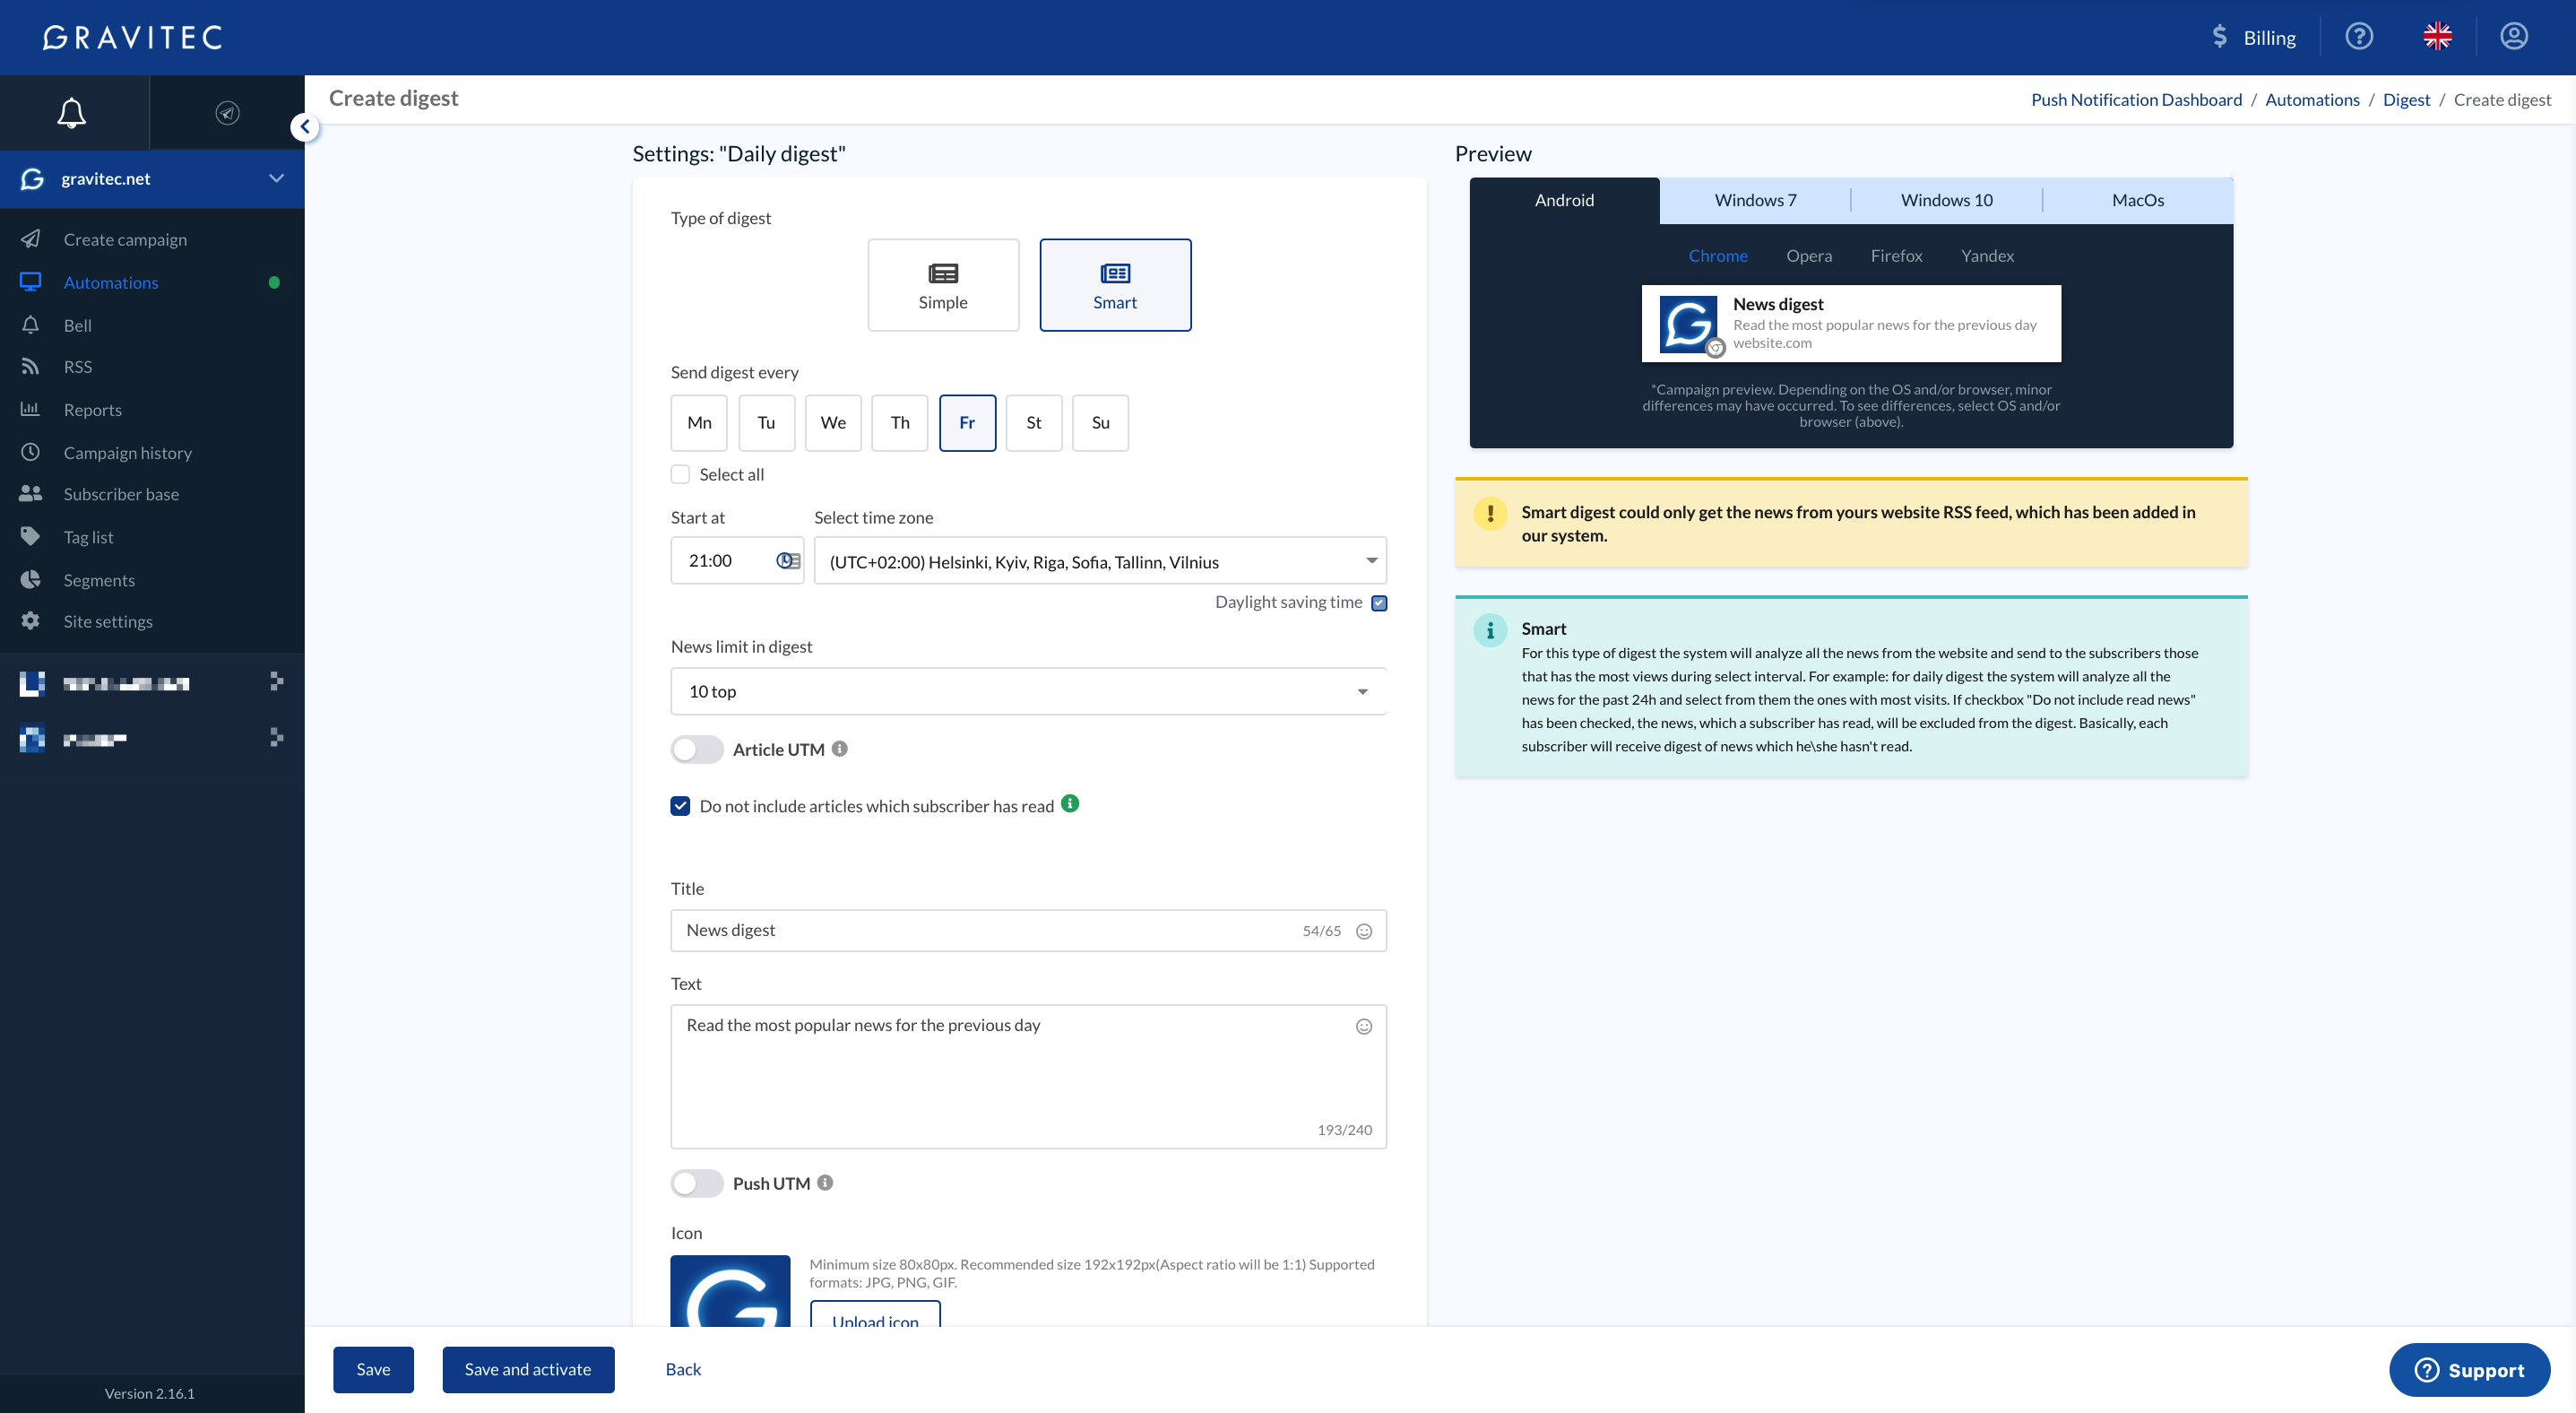 GRAVITEC
Billing
Create digest
Push Notification Dashboard / Automations / Digest / Create digest
gravitec.net
Create campaign
Automations
Bell
RSS
Reports
Campaign history
Subscriber base
Tag list
Segments
Site settings
Version 2.16.1
Settings: "Daily digest"
Type of digest
Simple
Smart
Send digest every
Mn Tu We Th Fr St Su
Select all
Start at Select time zone
21:00 (UTC+02:00) Helsinki, Kyiv, Riga, Sofia, Tallinn, Vilnius
Daylight saving time
News limit in digest
10 top
Article UTM
Do not include articles which subscriber has read
Title
News digest 54/65
Text
Read the most popular news for the previous day
193/240
Push UTM
Icon
Minimum size 80x80px. Recommended size 192x192px(Aspect ratio will be 1:1) Supported
formats: JPG, PNG, GIF.
Upload icon
Save
Save and activate
Back
Preview
Android Windows 7 Windows 10 MacOs
Chrome Opera Firefox Yandex
News digest
Read the most popular news for the previous day
website.com
*Campaign preview. Depending on the OS and/or browser, minor
differences may have occurred. To see differences, select OS and/or
browser (above).
Smart digest could only get the news from yours website RSS feed, which has been added in
our system.
Smart
For this type of digest the system will analyze all the news from the website and send to the subscribers those
that has the most views during select interval. For example: for daily digest the system will analyze all the
news for the past 24h and select from them the ones with most visits. If checkbox "Do not include read news"
has been checked, the news, which a subscriber has read, will be excluded from the digest. Basically, each
subscriber will receive digest of news which he\she hasn't read.
Support